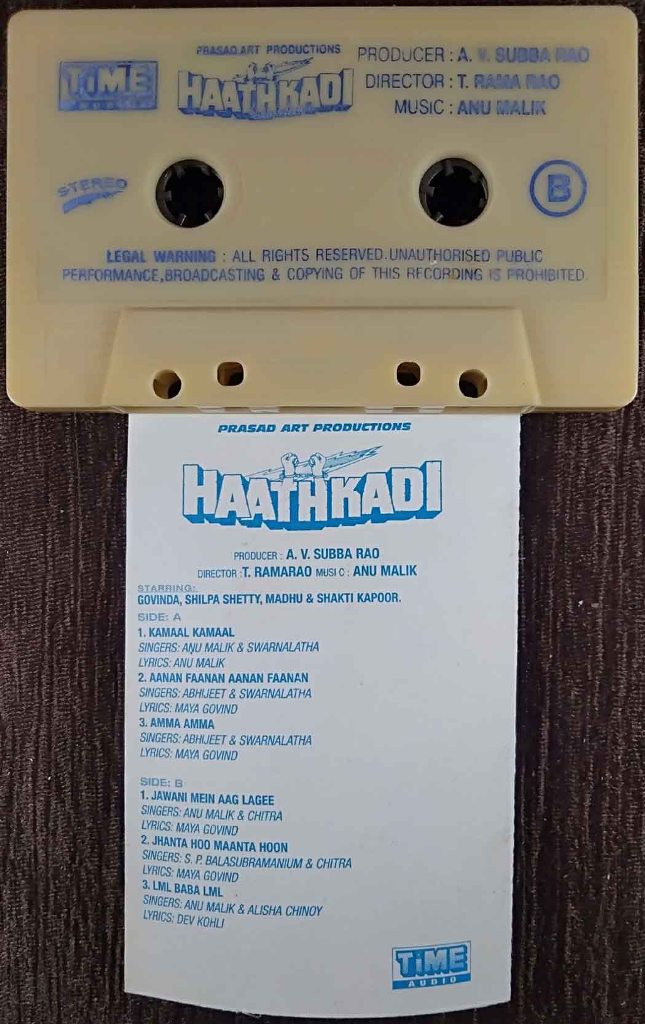 TIME
AUDIO
PRASAD ART PRODUCTIONS
HAATHKADI
PRODUCER : A. V. SUBBA RAO
DIRECTOR : T. RAMA RAO
MUSIC : ANU MALIK
STEREO
B
LEGAL WARNING : ALL RIGHTS RESERVED.UNAUTHORISED PUBLIC
PERFORMANCE,BROADCASTING & COPYING OF THIS RECORDING IS PROHIBITED.
PRASAD ART PRODUCTIONS
HAATHKADI
PRODUCER : A. V. SUBBA RAO
DIRECTOR :T. RAMARAO MUSI C : ANU MALIK
STARRING:
GOVINDA, SHILPA SHETTY, MADHU & SHAKTI KAPOOR.
SIDE: A
1. KAMAAL KAMAAL
SINGERS: ANU MALIK & SWARNALATHA
LYRICS: ANU MALIK
2. AANAN FAANAN AANAN FAANAN
SINGERS: ABHIJEET & SWARNALATHA
LYRICS: MAYA GOVIND
3. AMMA AMMA
SINGERS: ABHIJEET & SWARNALATHA
LYRICS: MAYA GOVIND
SIDE: B
1. JAWANI MEIN AAG LAGEE
SINGERS: ANU MALIK & CHITRA
LYRICS: MAYA GOVIND
2. JHANTA HOO MAANTA HOON
SINGERS: S. P. BALASUBRAMANIUM & CHITRA
LYRICS: MAYA GOVIND
3. LML BABA LML
SINGERS: ANU MALIK & ALISHA CHINOY
LYRICS: DEV KOHLI
TIME
AUDIO